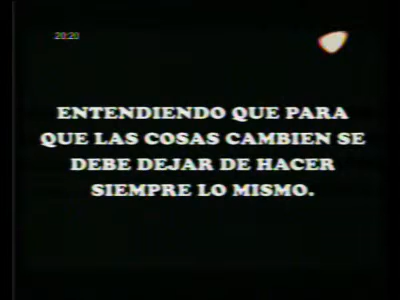 20:20
ENTENDIENDO QUE PARA
QUE LAS COSAS CAMBIEN SE
DEBE DEJAR DE HACER
SIEMPRE LO MISMO.